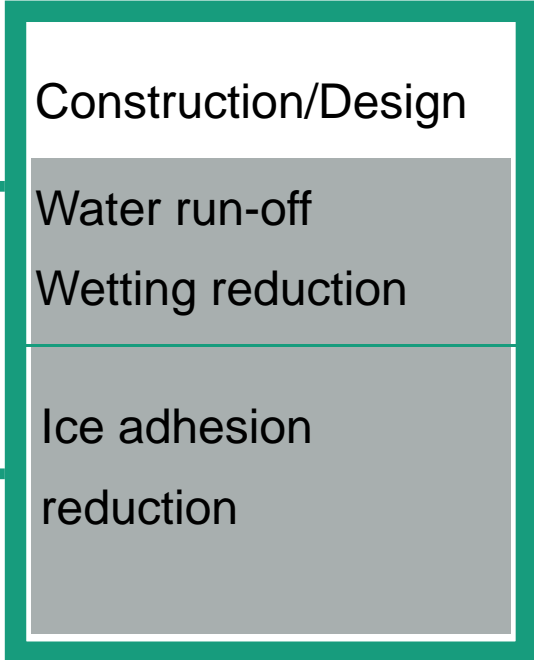 Construction/Design
Water run-off
Wetting reduction
Ice adhesion
reduction